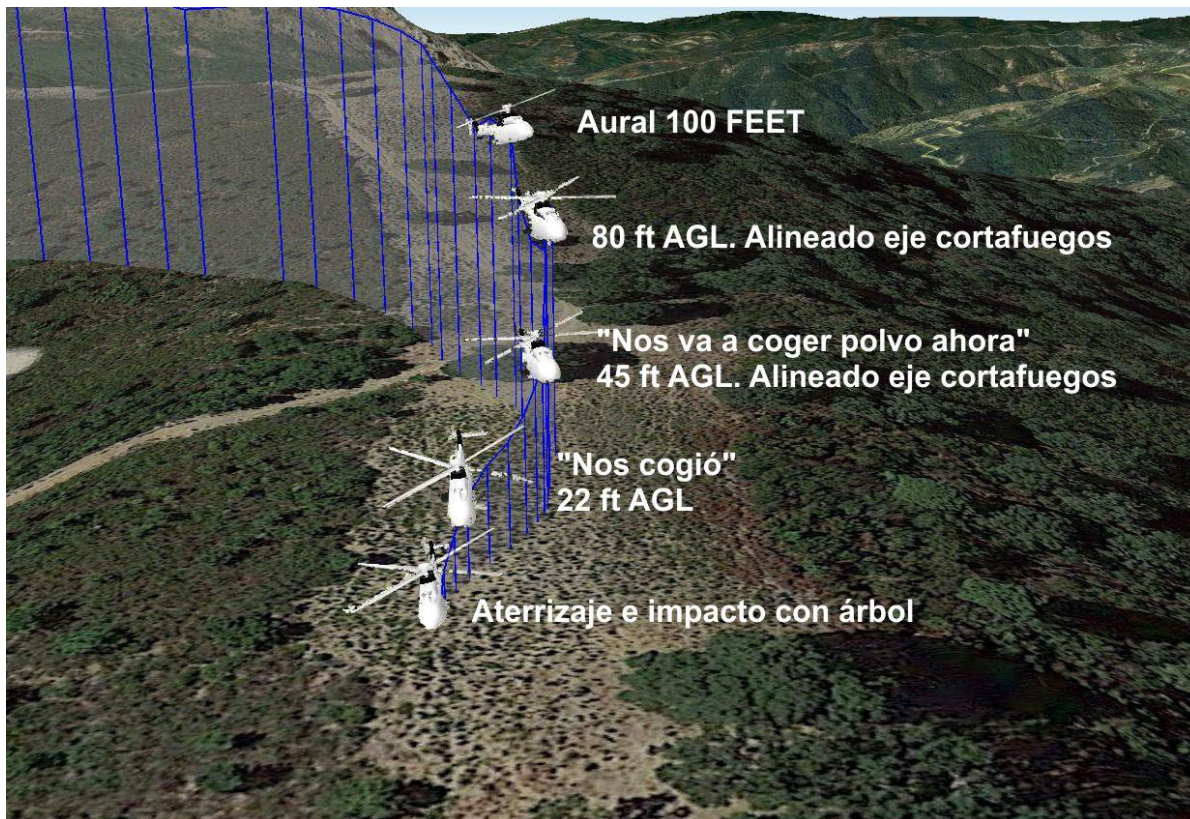 Aural 100 FEET
80 ft AGL. Alineado eje cortafuegos
"Nos va a coger polvo ahora"
45 ft AGL. Alineado eje cortafuegos
"Nos cogió"
22 ft AGL
Aterrizaje e impacto con árbol